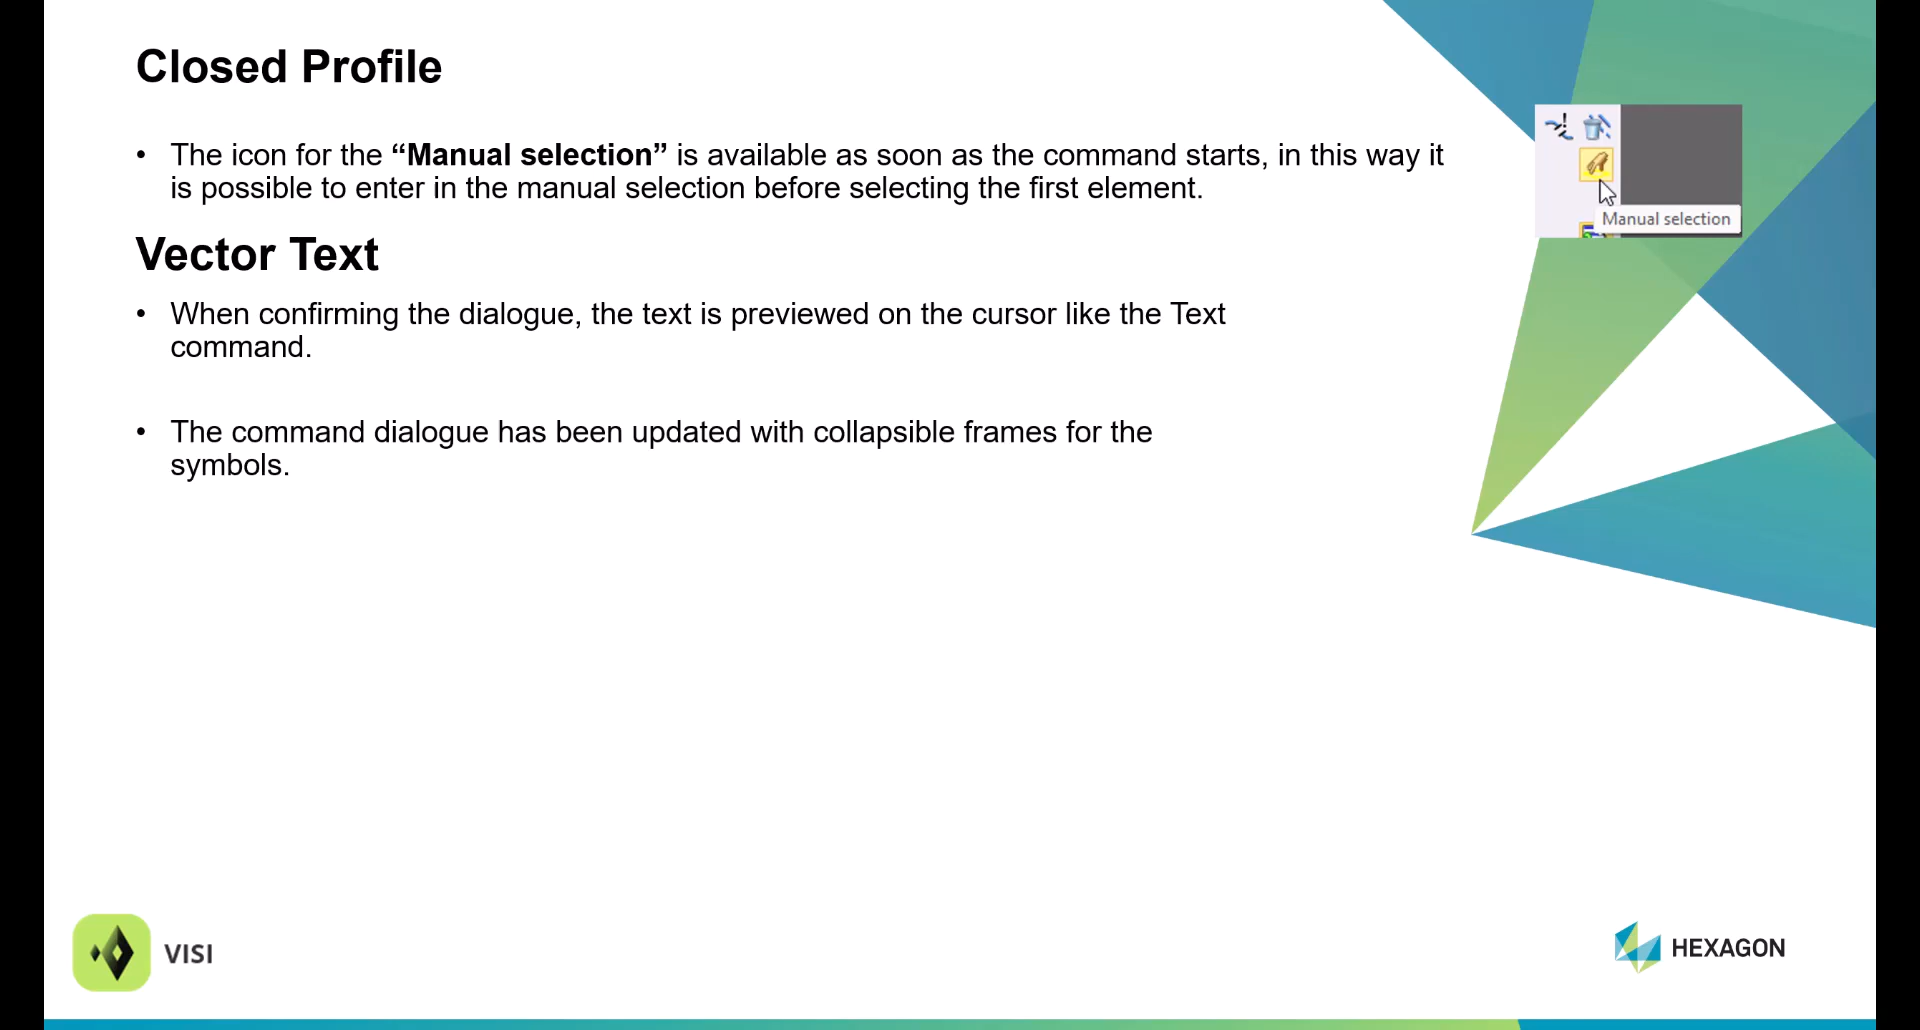 Closed Profile
• The icon for the “Manual selection” is available as soon as the command starts, in this way it
is possible to enter in the manual selection before selecting the first element.
Manual selection
Vector Text
• When confirming the dialogue, the text is previewed on the cursor like the Text
command.
• The command dialogue has been updated with collapsible frames for the
symbols.
VISI
HEXAGON